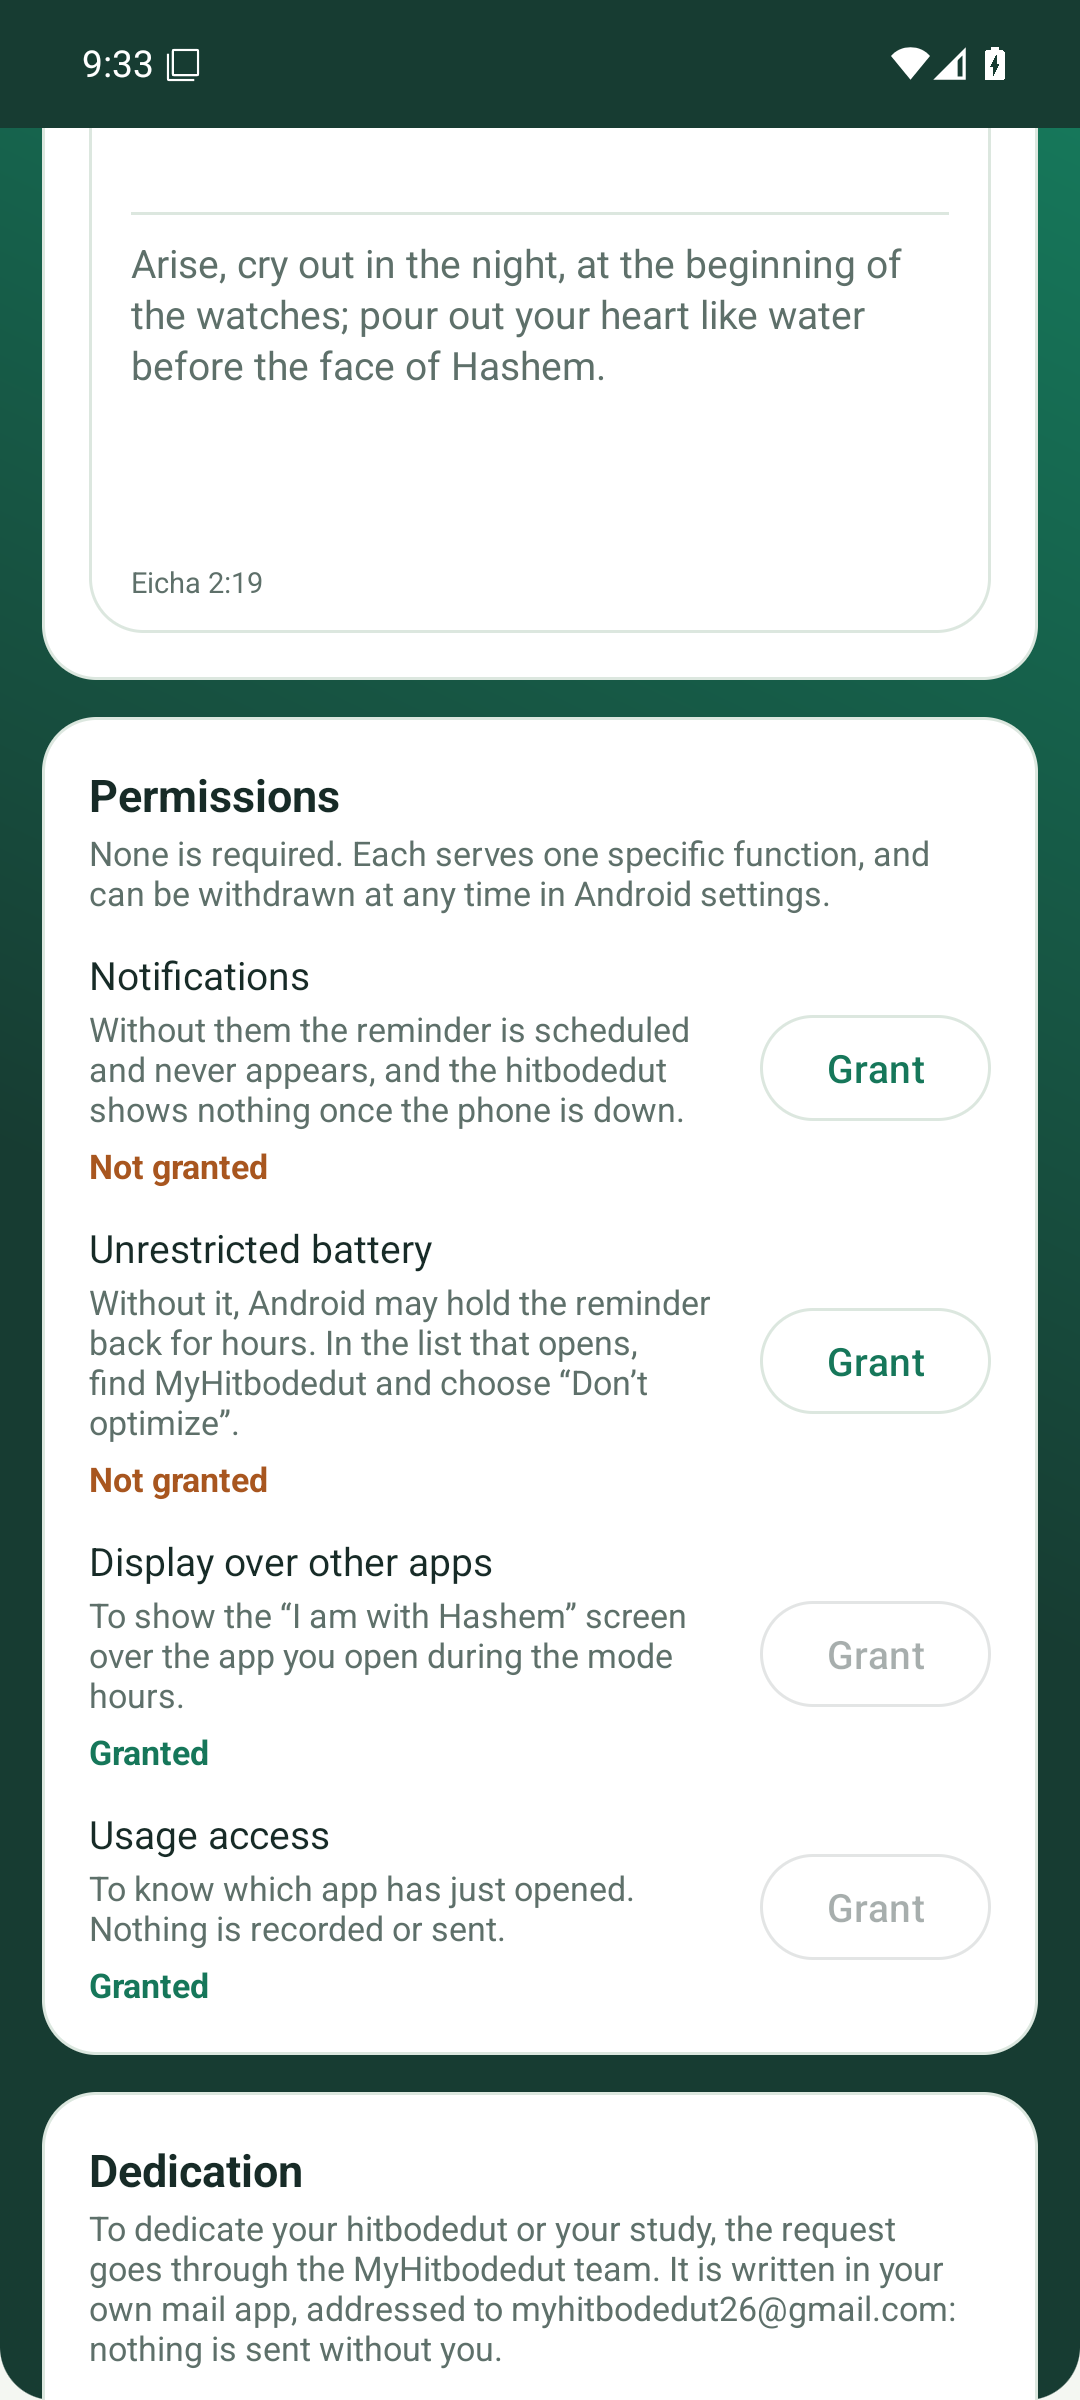 9:33
Arise, cry out in the night, at the beginning of
the watches; pour out your heart like water
before the face of Hashem.
Eicha 2:19
Permissions
None is required. Each serves one specific function, and
can be withdrawn at any time in Android settings.
Notifications
Without them the reminder is scheduled
and never appears, and the hitbodedut
shows nothing once the phone is down.
Grant
Not granted
Unrestricted battery
Without it, Android may hold the reminder
back for hours. In the list that opens,
find MyHitbodedut and choose “Don’t
optimize”.
Grant
Not granted
Display over other apps
To show the “I am with Hashem” screen
over the app you open during the mode
hours.
Grant
Granted
Usage access
To know which app has just opened.
Nothing is recorded or sent.
Grant
Granted
Dedication
To dedicate your hitbodedut or your study, the request
goes through the MyHitbodedut team. It is written in your
own mail app, addressed to myhitbodedut26@gmail.com:
nothing is sent without you.